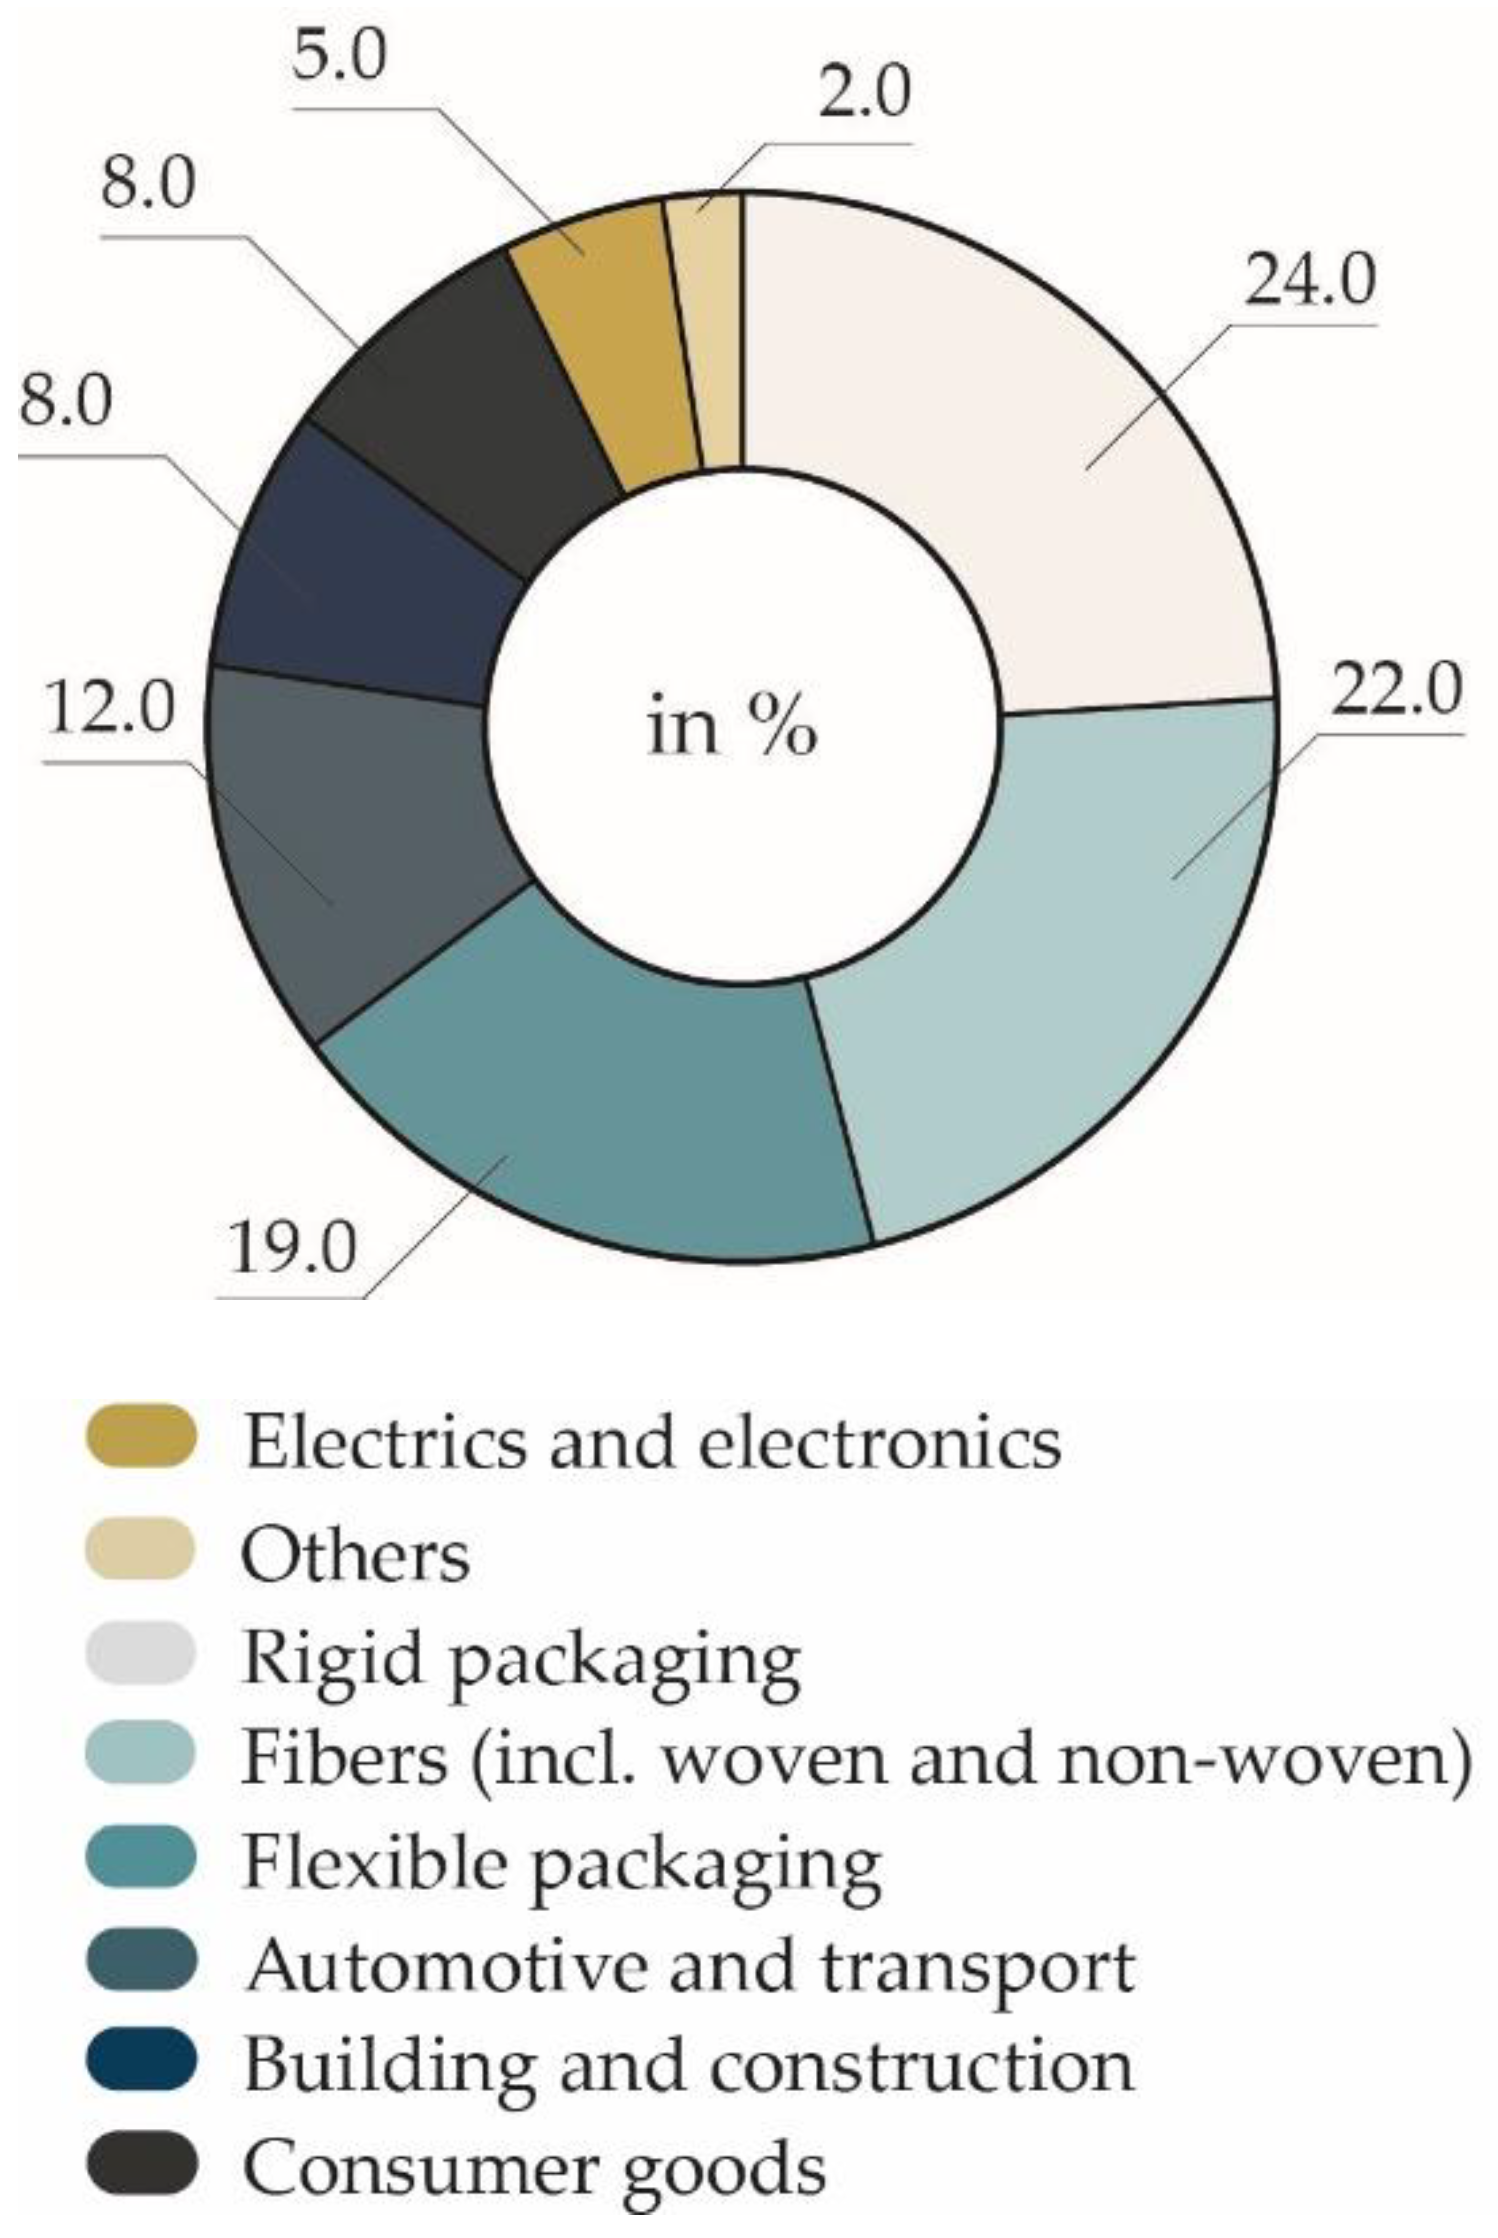 5.0
2.0
8.0
24.0
8.0
22.0
12.0
in %
19.0
Electrics and electronics
Others
Rigid packaging
Fibers (incl. woven and non-woven)
Flexible packaging
Automotive and transport
Building and construction
Consumer goods